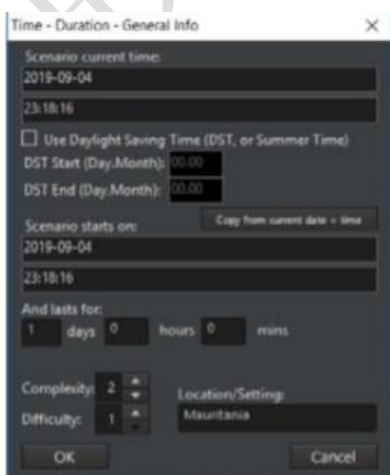 Time - Duration - General Info
Scenario current time:
2019-09-04
23:18:16
Use Daylight Saving Time (DST, or Summer Time)
DST Start (Day.Month): 00.00
DST End (Day.Month): 00.00
Copy from current date + time
Scenario starts on:
2019-09-04
23:18:16
And lasts for:
1 days 0 hours 0 mins
Complexity: 2
Location/Setting:
Difficulty: 1 Mauritania
OK Cancel